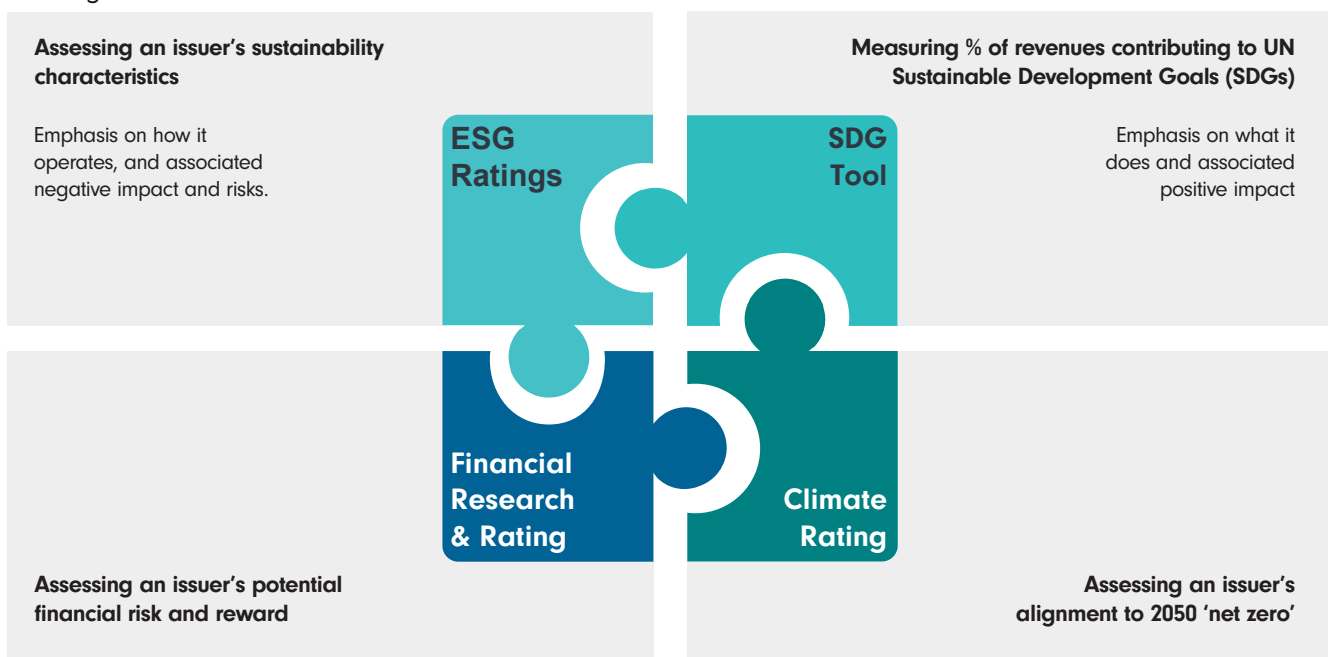 Assessing an issuer’s sustainability
characteristics
Emphasis on how it
operates, and associated
negative impact and risks.
ESG
Ratings
Measuring % of revenues contributing to UN
Sustainable Development Goals (SDGs)
Emphasis on what it
does and associated
positive impact
SDG
Tool
Financial
Research
& Rating
Assessing an issuer’s potential
financial risk and reward
Climate
Rating
Assessing an issuer’s
alignment to 2050 ‘net zero’